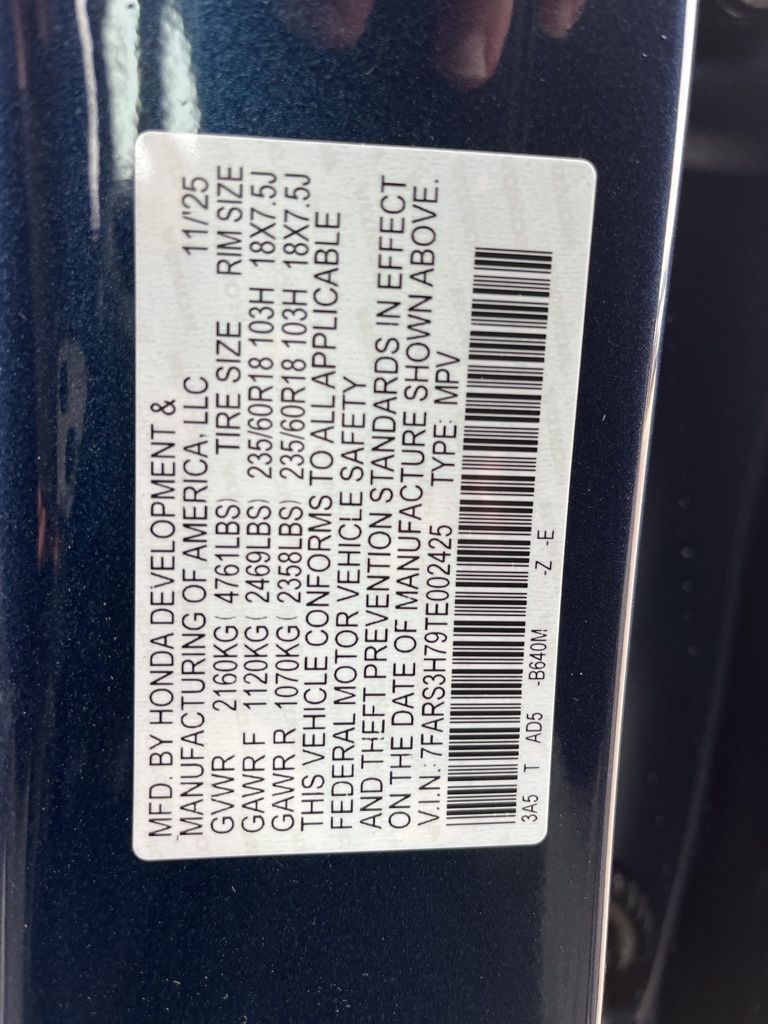 MFD. BY HONDA DEVELOPMENT &
MANUFACTURING OF AMERICA, LLC 11/'25
GVWR 2160KG( 4761LBS) TIRE SIZE RIM SIZE
GAWR F 1120KG( 2469LBS) 235/60R18 103H 18X7.5J
GAWR R 1070KG( 2358LBS) 235/60R18 103H 18X7.5J
THIS VEHICLE CONFORMS TO ALL APPLICABLE
FEDERAL MOTOR VEHICLE SAFETY
AND THEFT PREVENTION STANDARDS IN EFFECT
ON THE DATE OF MANUFACTURE SHOWN ABOVE.
V.I.N.: 7FARS3H79TE002425 TYPE: MPV
3A5 T AD5 -B640M -Z -E